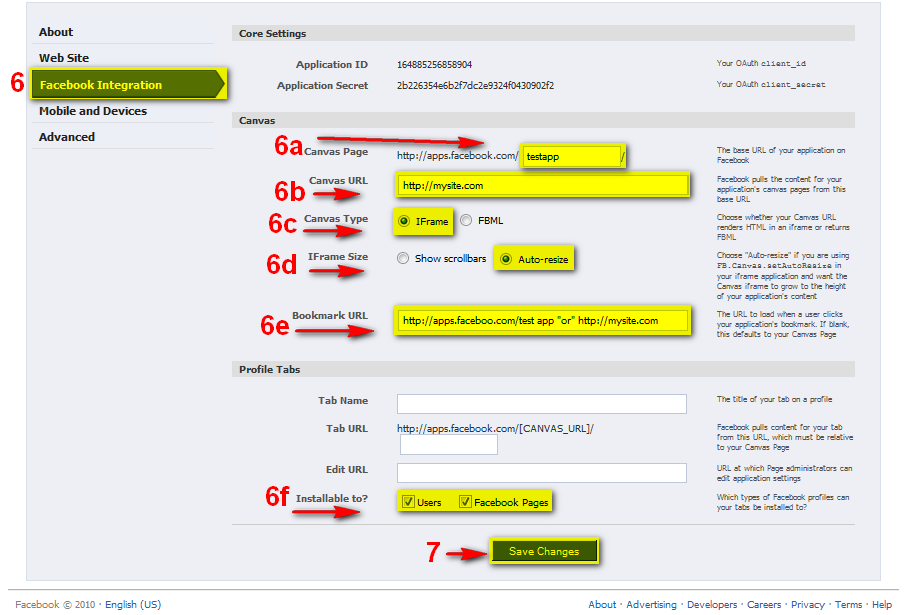 About
Web Site
6 Facebook Integration
Mobile and Devices
Advanced
Core Settings
Application ID 164885256858904 Your OAuth client_id
Application Secret 2b226354e6b2f7dc2e9324f0430902f2 Your OAuth client_secret
Canvas
6a Canvas Page http://apps.facebook.com/ testapp /
The base URL of your application on
Facebook
6b Canvas URL http://mysite.com
Facebook pulls the content for your
application's canvas pages from this
base URL
6c Canvas Type IFrame FBML
Choose whether your Canvas URL
renders HTML in an iframe or returns
FBML
6d IFrame Size Show scrollbars Auto-resize
Choose "Auto-resize" if you are using
FB.Canvas.setAutoResize in
your iframe application and want the
Canvas iframe to grow to the height
of your application's content
6e Bookmark URL http://apps.faceboo.com/test app "or" http://mysite.com
The URL to load when a user clicks
your application's bookmark. If blank,
this defaults to your Canvas Page
Profile Tabs
Tab Name The title of your tab on a profile
Tab URL http://apps.facebook.com/[CANVAS_URL]/
Facebook pulls content for your tab
from this URL, which must be relative
to your Canvas Page
Edit URL
URL at which Page administrators can
edit application settings
6f Installable to? Users Facebook Pages
Which types of Facebook profiles can
your tabs be installed to?
7 Save Changes
Facebook © 2010 · English (US) About · Advertising · Developers · Careers · Privacy · Terms · Help